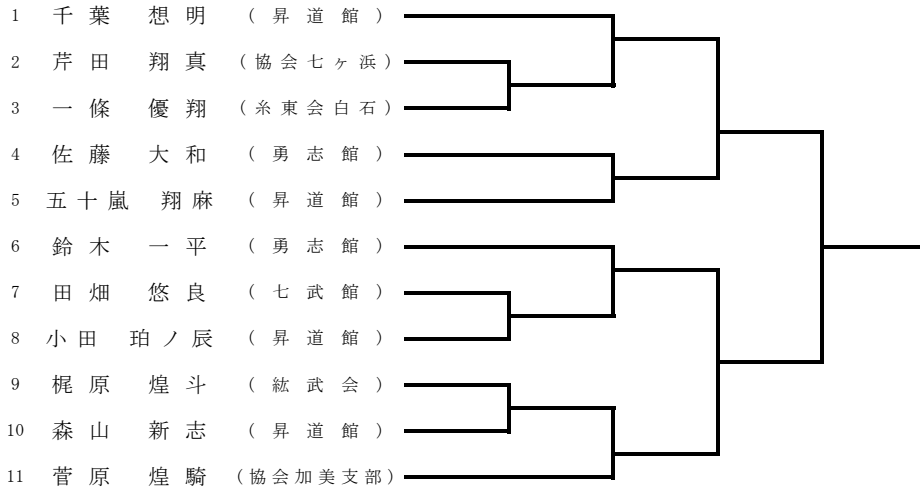 1 千葉 想明 (昇道館)
2 芹田 翔真 (協会七ヶ浜)
3 一條 優翔 (糸東会白石)
4 佐藤 大和 (勇志館)
5 五十嵐 翔麻 (昇道館)
6 鈴木 一平 (勇志館)
7 田畑 悠良 (七武館)
8 小田 珀ノ辰 (昇道館)
9 梶原 煌斗 (紘武会)
10 森山 新志 (昇道館)
11 菅原 煌騎 (協会加美支部)